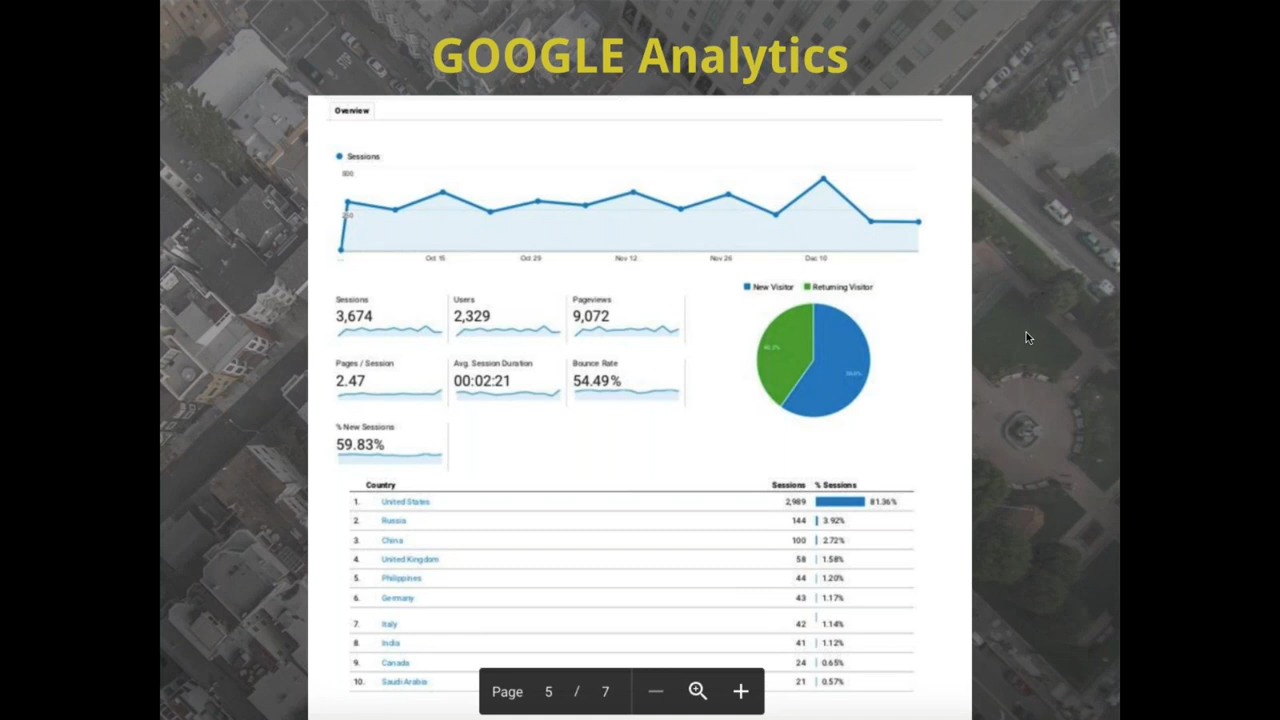 GOOGLE Analytics
Overview
Sessions
500
250
...
Oct 15
Oct 29
Nov 12
Nov 26
Dec 10
New Visitor
Returning Visitor
Sessions
3,674
Users
2,329
Pageviews
9,072
Pages / Session
2.47
Avg. Session Duration
00:02:21
Bounce Rate
54.49%
% New Sessions
59.83%
Country Sessions % Sessions
1. United States 2,989 81.36%
2. Russia 144 3.92%
3. China 100 2.72%
4. United Kingdom 58 1.58%
5. Philippines 44 1.20%
6. Germany 43 1.17%
7. Italy 42 1.14%
8. India 41 1.12%
9. Canada 24 0.65%
10. Saudi Arabia 21 0.57%
Page 5 / 7